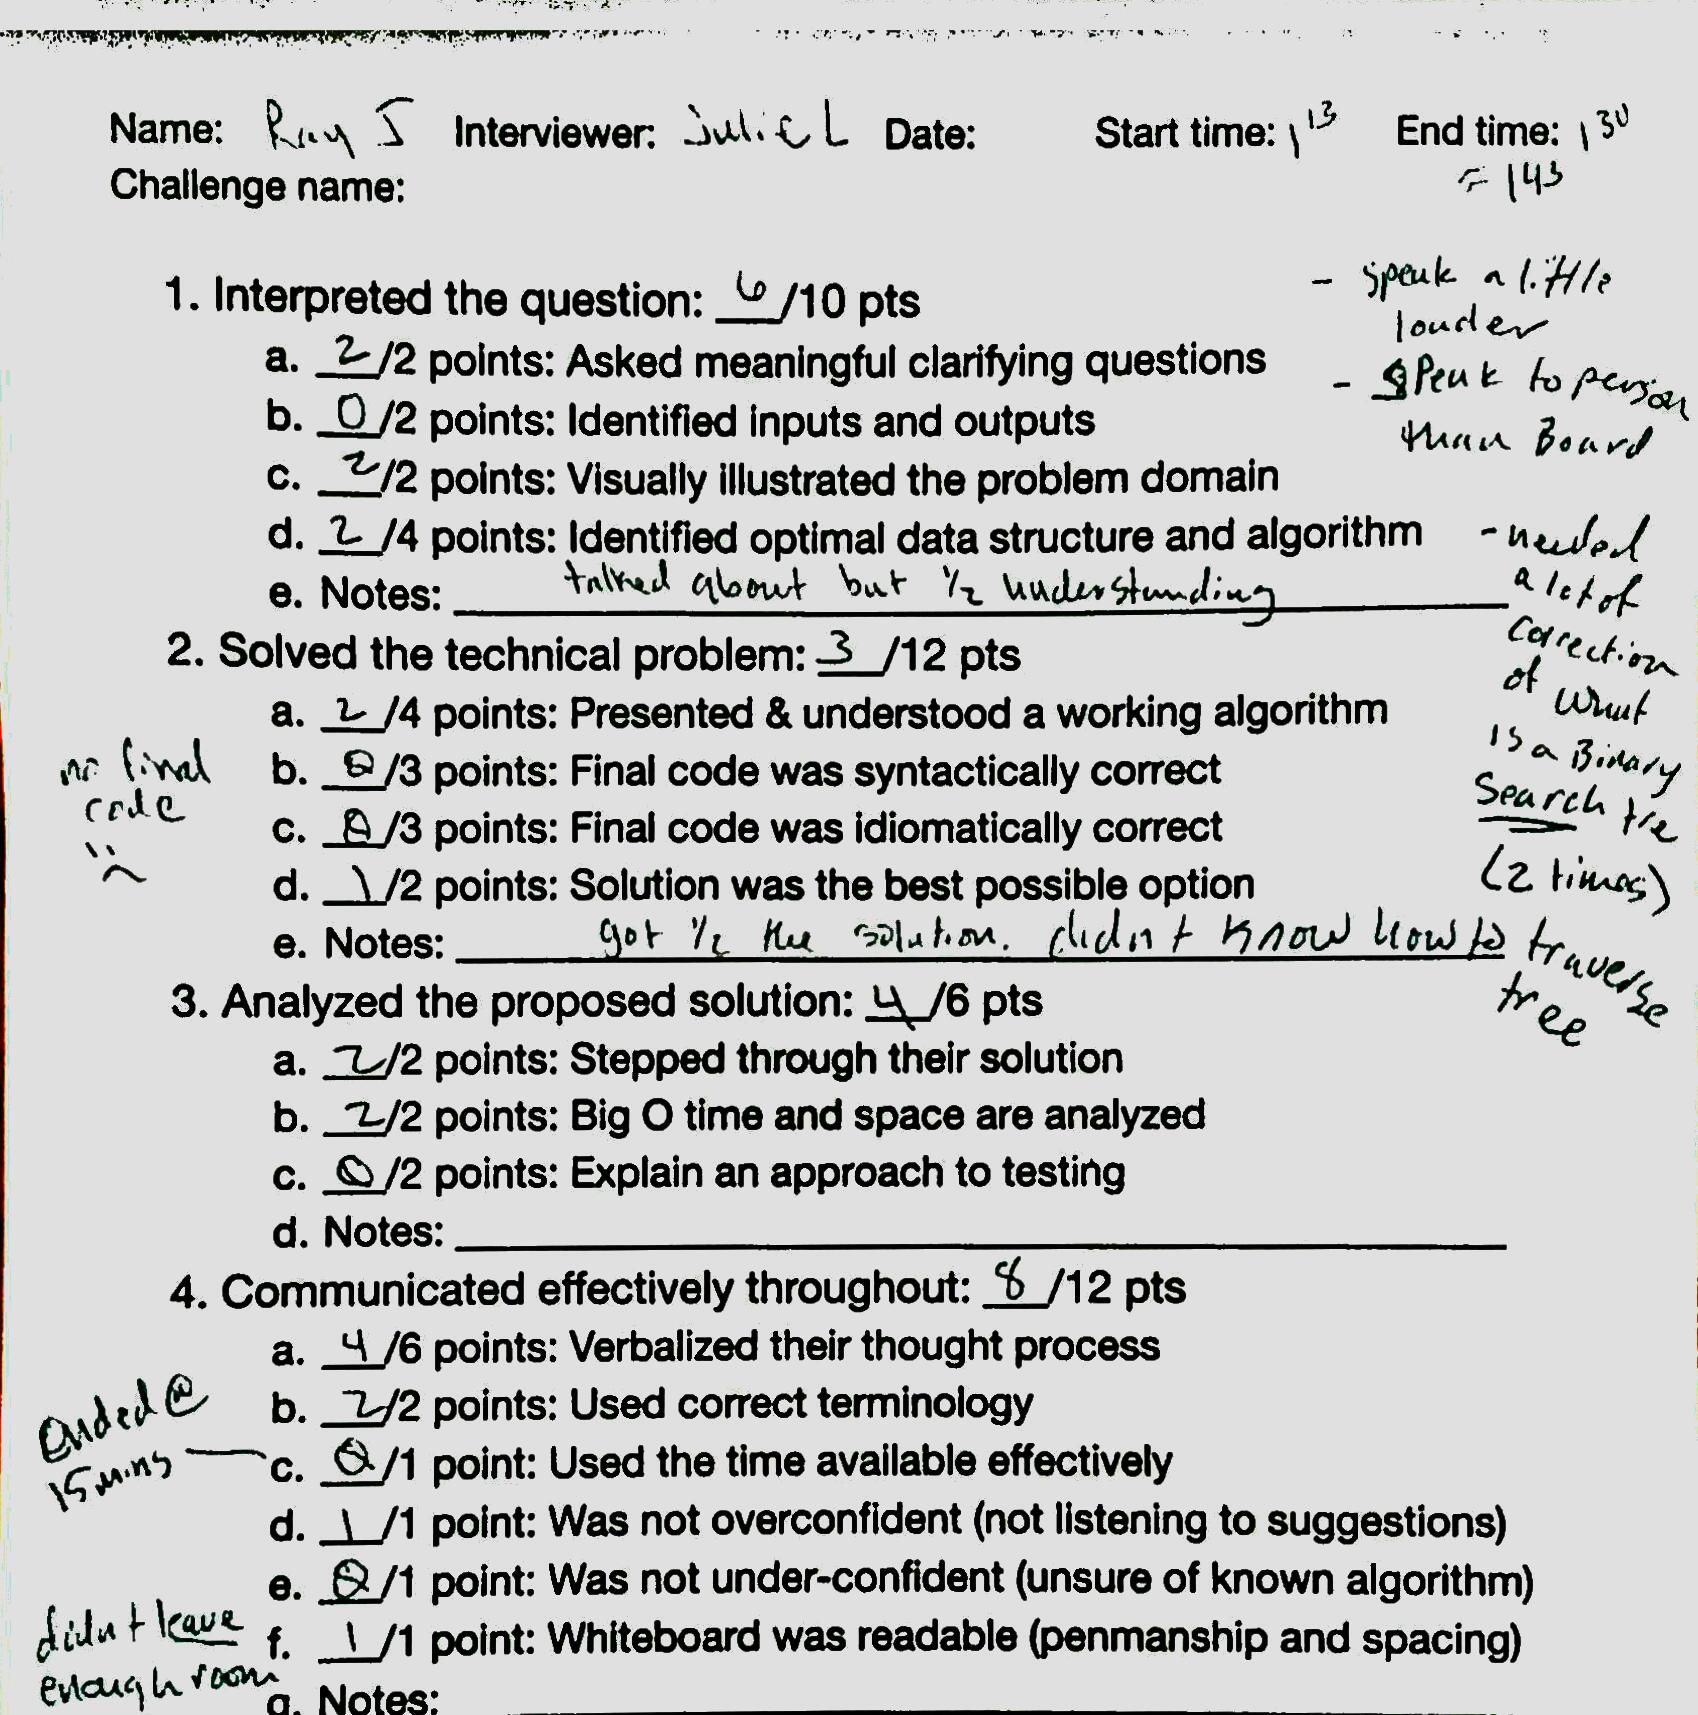 Name: Ray J Interviewer: Julie L Date: Start time: 1 13 End time: 1 30
Challenge name: = 143
1. Interpreted the question: 6/10 pts
- speak a little
louder
a. 2/2 points: Asked meaningful clarifying questions
- Speak to person
than Board
b. 0/2 points: Identified inputs and outputs
c. 2/2 points: Visually illustrated the problem domain
d. 2/4 points: Identified optimal data structure and algorithm
e. Notes: talked about but 1/2 understanding
- needed
a lot of
correction
of what
is a Binary
Search tre
(2 times)
2. Solved the technical problem: 3/12 pts
a. 2/4 points: Presented & understood a working algorithm
no final
code
b. 0/3 points: Final code was syntactically correct
c. 0/3 points: Final code was idiomatically correct
d. 1/2 points: Solution was the best possible option
e. Notes: got 1/2 the solution. didn't know how to traverse
tree
3. Analyzed the proposed solution: 4/6 pts
a. 2/2 points: Stepped through their solution
b. 2/2 points: Big O time and space are analyzed
c. 0/2 points: Explain an approach to testing
d. Notes:
4. Communicated effectively throughout: 8/12 pts
a. 4/6 points: Verbalized their thought process
b. 2/2 points: Used correct terminology
Ended @
15 mins
c. 0/1 point: Used the time available effectively
d. 1/1 point: Was not overconfident (not listening to suggestions)
e. 0/1 point: Was not under-confident (unsure of known algorithm)
didn't leave
enough room
f. 1/1 point: Whiteboard was readable (penmanship and spacing)
g. Notes: